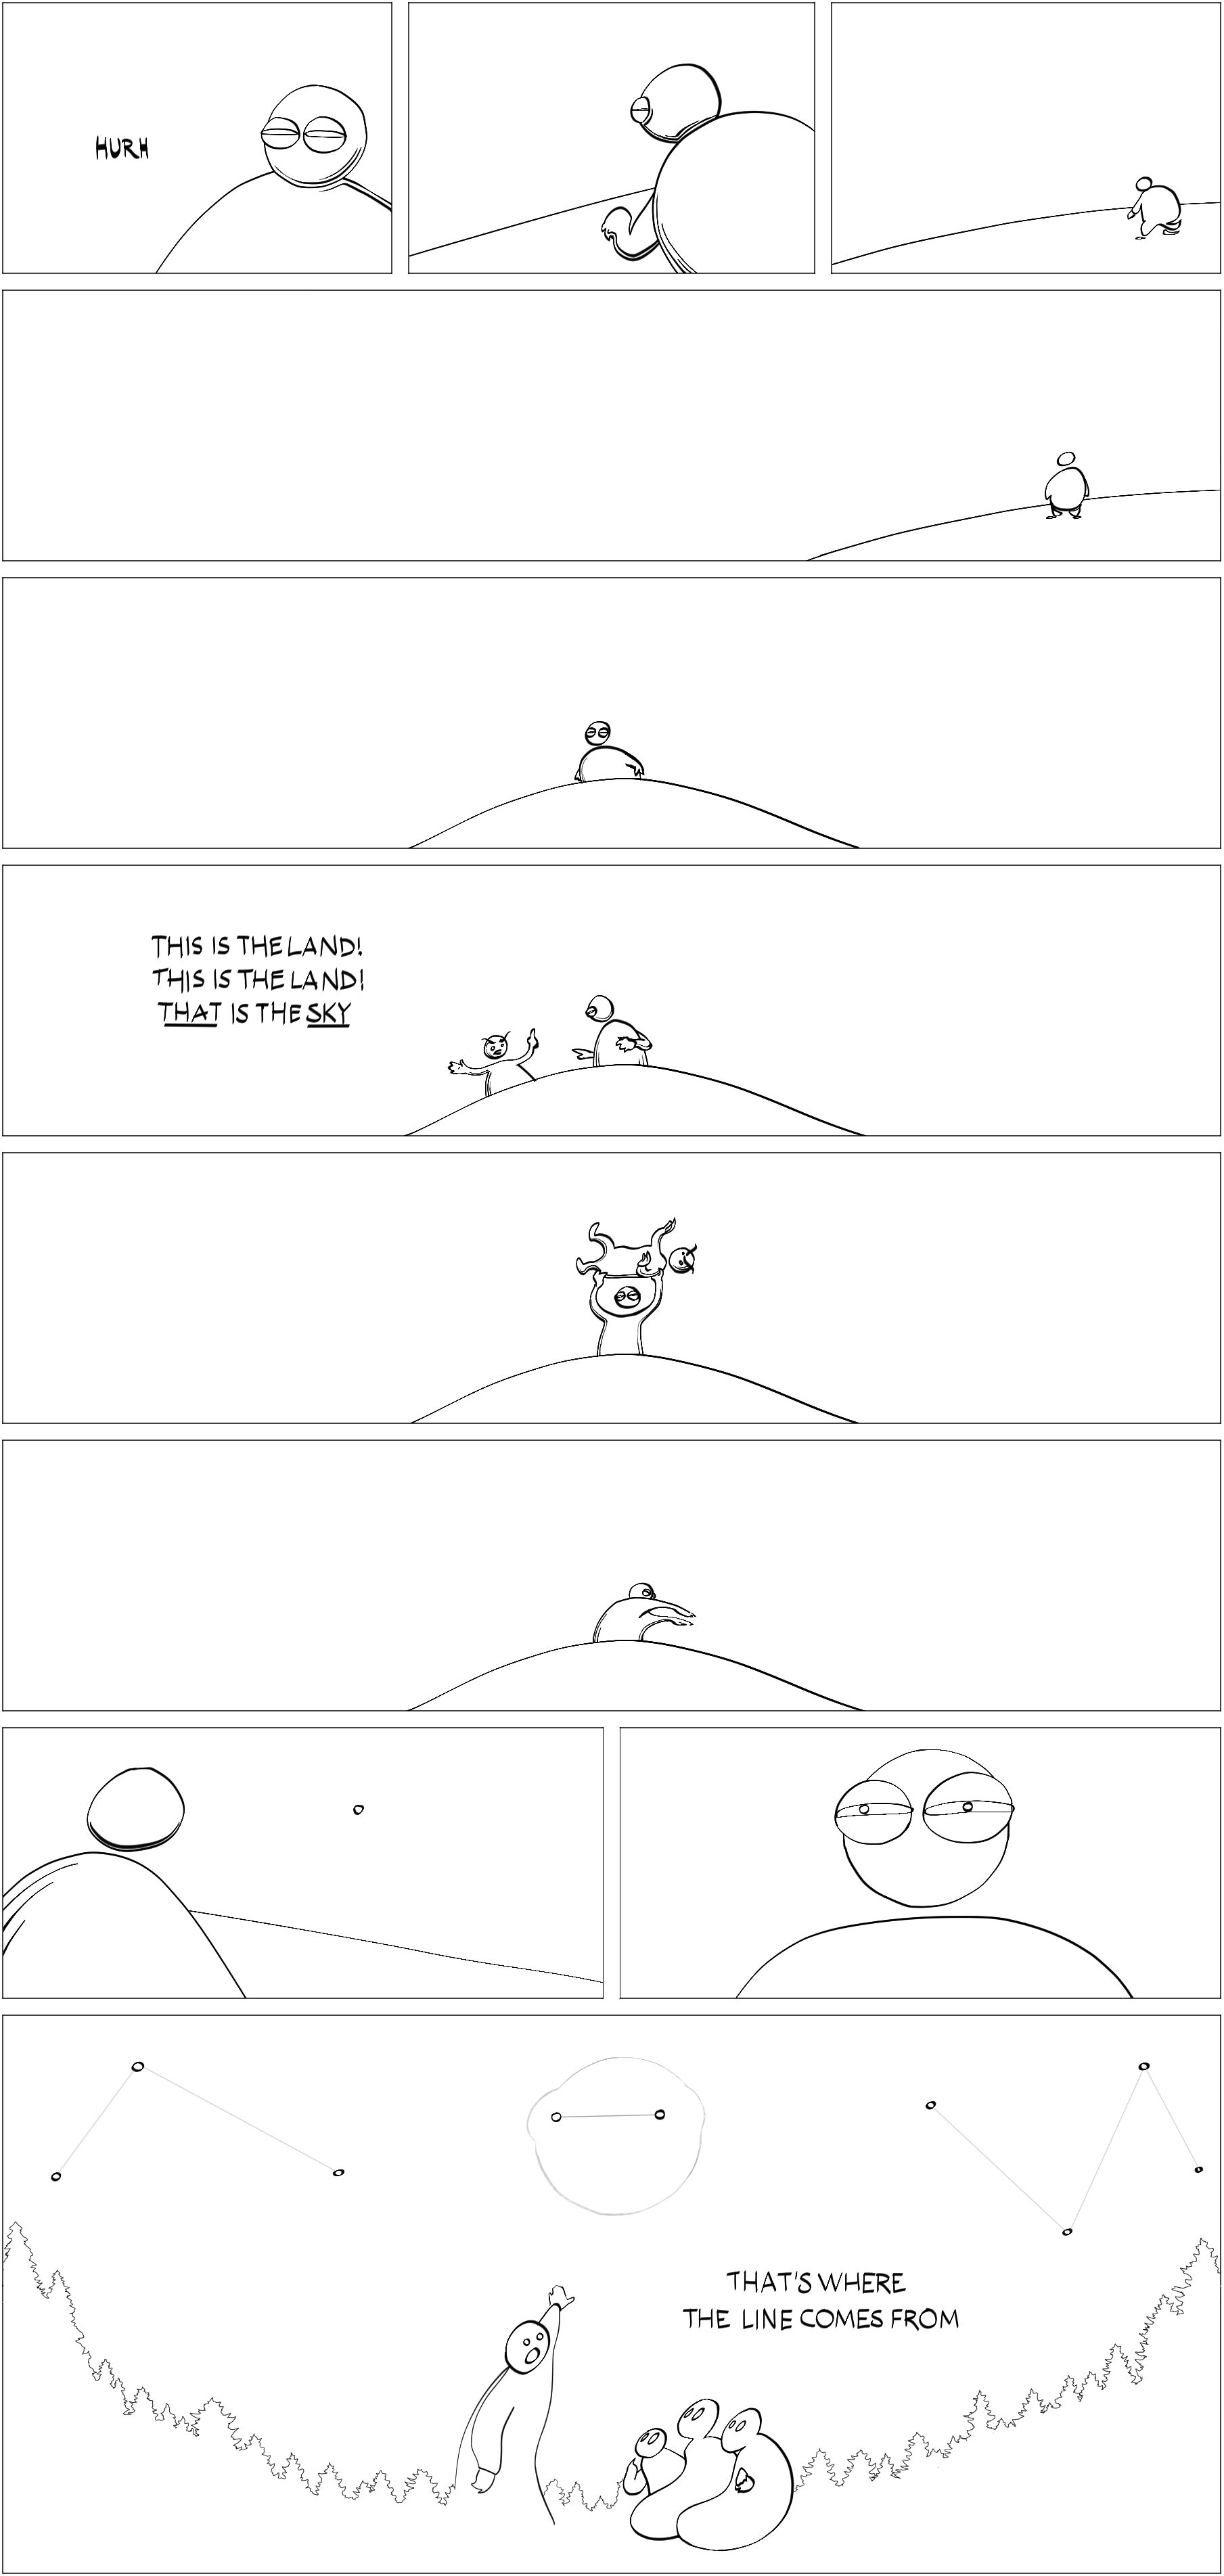 HURH
THIS IS THE LAND!
THIS IS THE LAND!
THAT IS THE SKY
THAT'S WHERE
THE LINE COMES FROM